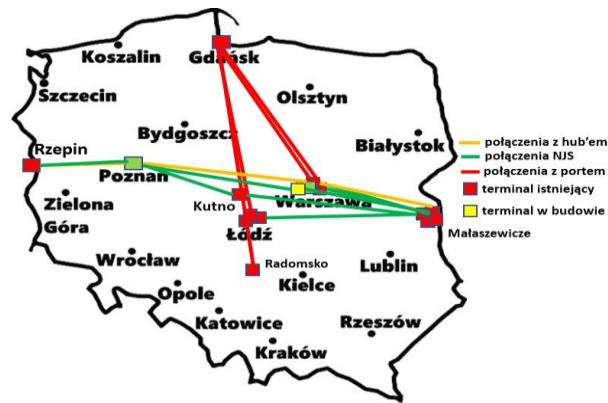 Koszalin
Gdańsk
Szczecin
Olsztyn
Bydgoszcz
Białystok
Rzepin
Poznań
Warszawa
Zielona
Góra
Kutno
Łódź
Małaszewicze
Wrocław
Radomsko
Lublin
Opole
Kielce
Katowice
Rzeszów
Kraków
połączenia z hub'em
połączenia NJS
połączenia z portem
terminal istniejący
terminal w budowie